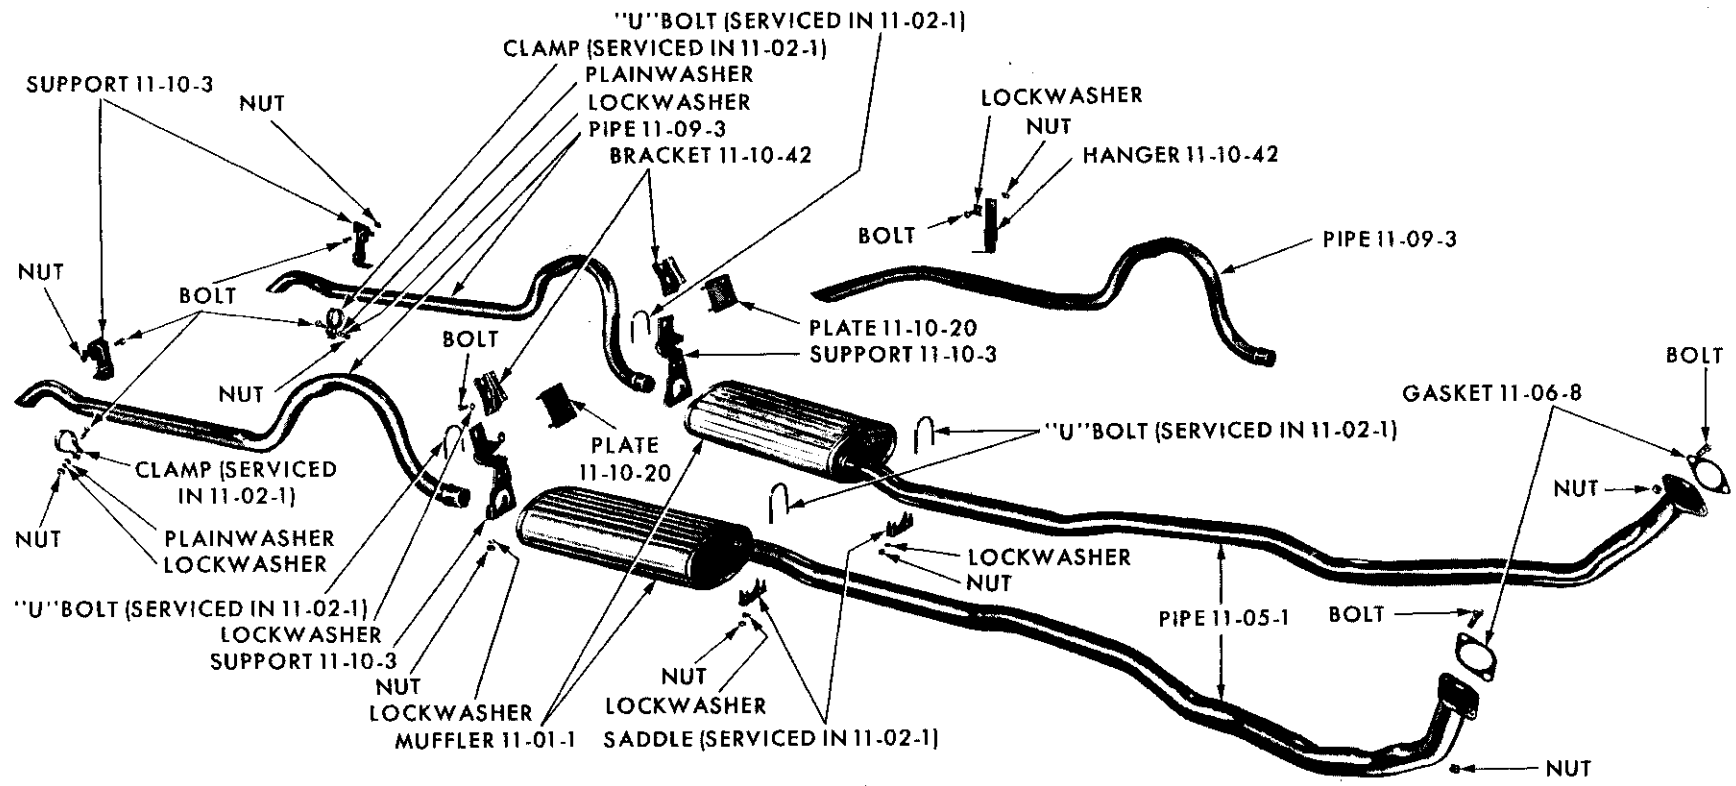 "U" BOLT (SERVICED IN 11-02-1)
CLAMP (SERVICED IN 11-02-1)
PLAINWASHER
LOCKWASHER
PIPE 11-09-3
BRACKET 11-10-42
SUPPORT 11-10-3
NUT
LOCKWASHER
NUT
HANGER 11-10-42
BOLT
PIPE 11-09-3
NUT
BOLT
BOLT
NUT
PLATE 11-10-20
SUPPORT 11-10-3
BOLT
GASKET 11-06-8
PLATE
11-10-20
"U" BOLT (SERVICED IN 11-02-1)
CLAMP (SERVICED
IN 11-02-1)
NUT
NUT
PLAINWASHER
LOCKWASHER
LOCKWASHER
NUT
"U" BOLT (SERVICED IN 11-02-1)
LOCKWASHER
SUPPORT 11-10-3
NUT
LOCKWASHER
MUFFLER 11-01-1
NUT
LOCKWASHER
SADDLE (SERVICED IN 11-02-1)
PIPE 11-05-1
BOLT
NUT